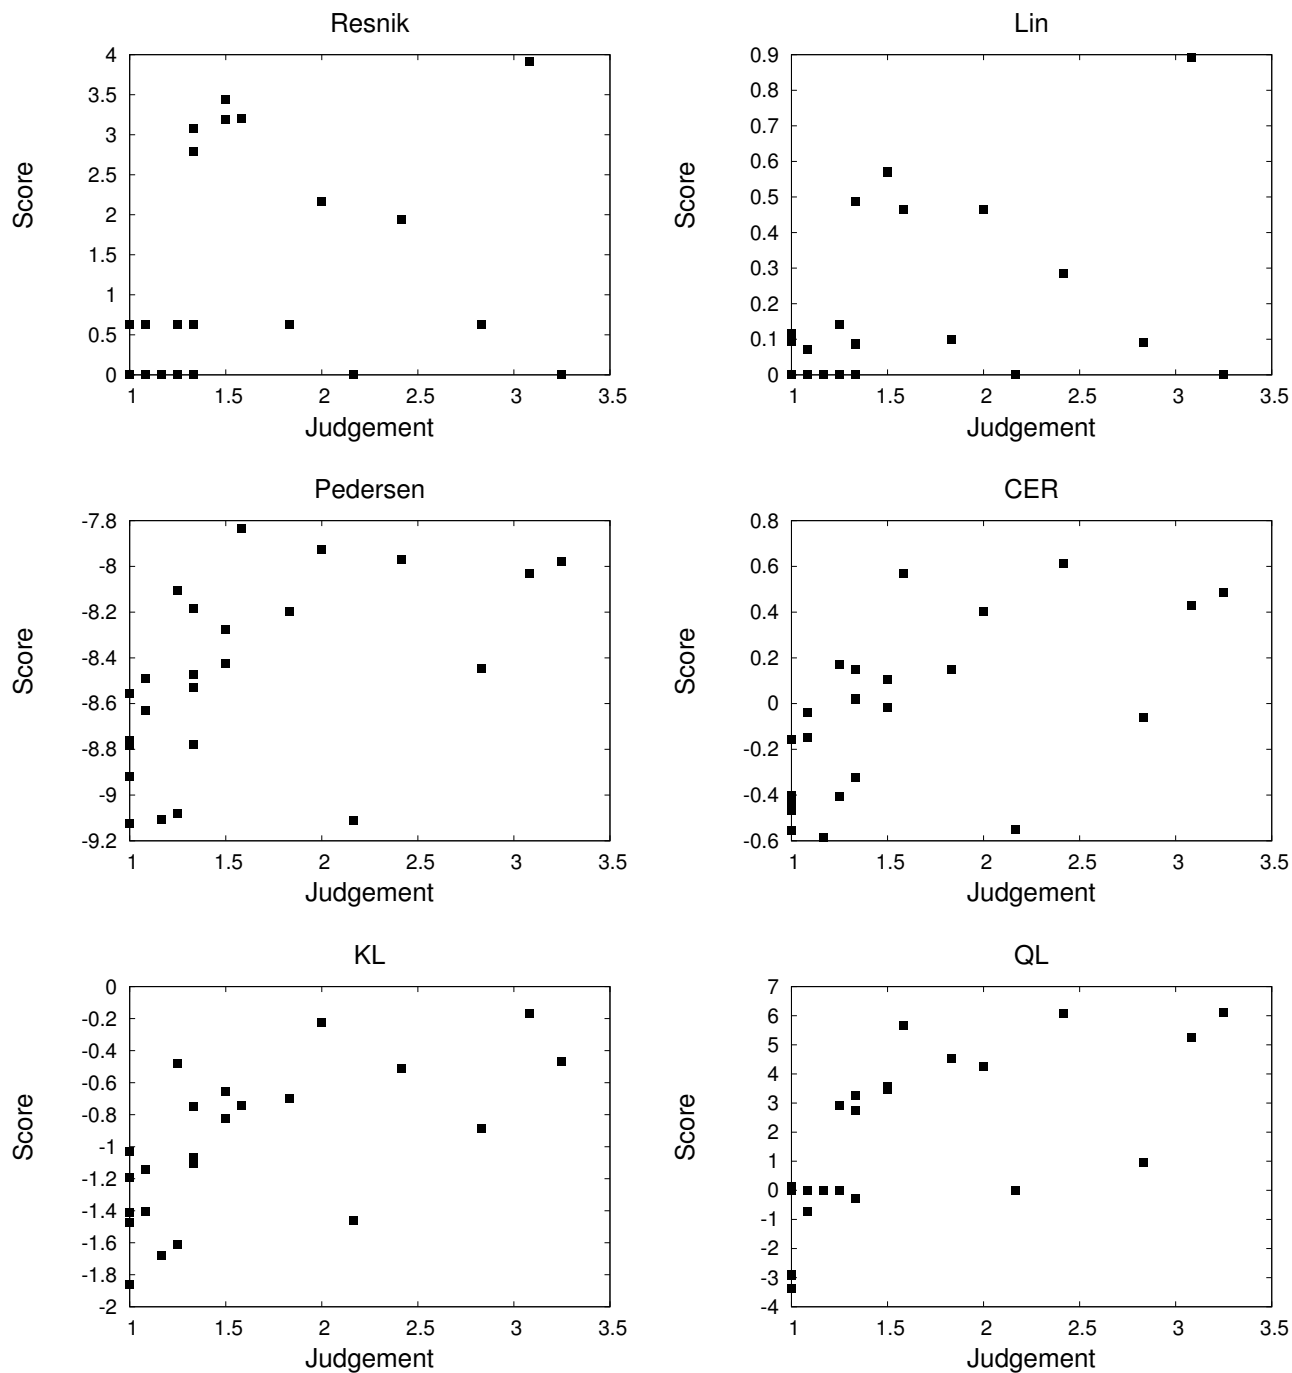 Resnik
4
3.5
3
2.5
2
1.5
1
0.5
0
Score
1 1.5 2 2.5 3 3.5
Judgement
Lin
0.9
0.8
0.7
0.6
0.5
0.4
0.3
0.2
0.1
0
Score
1 1.5 2 2.5 3 3.5
Judgement
Pedersen
-7.8
-8
-8.2
-8.4
-8.6
-8.8
-9
-9.2
Score
1 1.5 2 2.5 3 3.5
Judgement
CER
0.8
0.6
0.4
0.2
0
-0.2
-0.4
-0.6
Score
1 1.5 2 2.5 3 3.5
Judgement
KL
0
-0.2
-0.4
-0.6
-0.8
-1
-1.2
-1.4
-1.6
-1.8
-2
Score
1 1.5 2 2.5 3 3.5
Judgement
QL
7
6
5
4
3
2
1
0
-1
-2
-3
-4
Score
1 1.5 2 2.5 3 3.5
Judgement